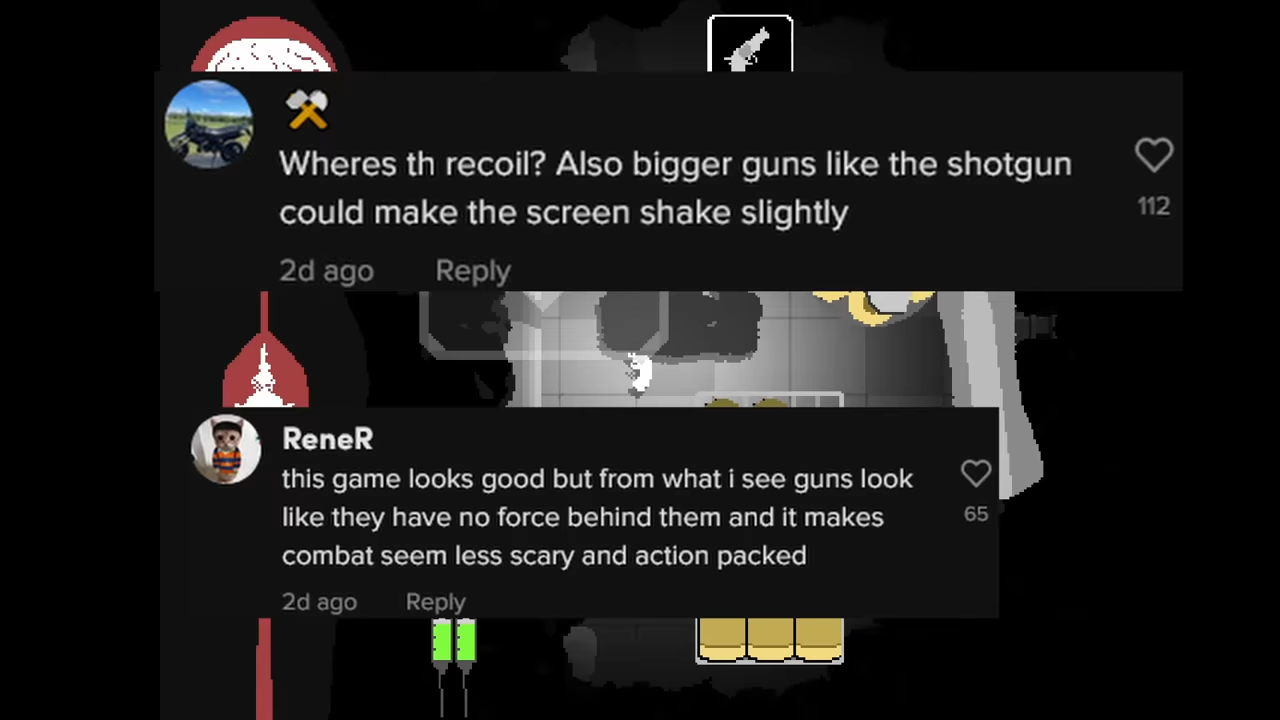 Wheres th recoil? Also bigger guns like the shotgun
could make the screen shake slightly
112
2d ago Reply
ReneR
this game looks good but from what i see guns look
like they have no force behind them and it makes
combat seem less scary and action packed
65
2d ago Reply